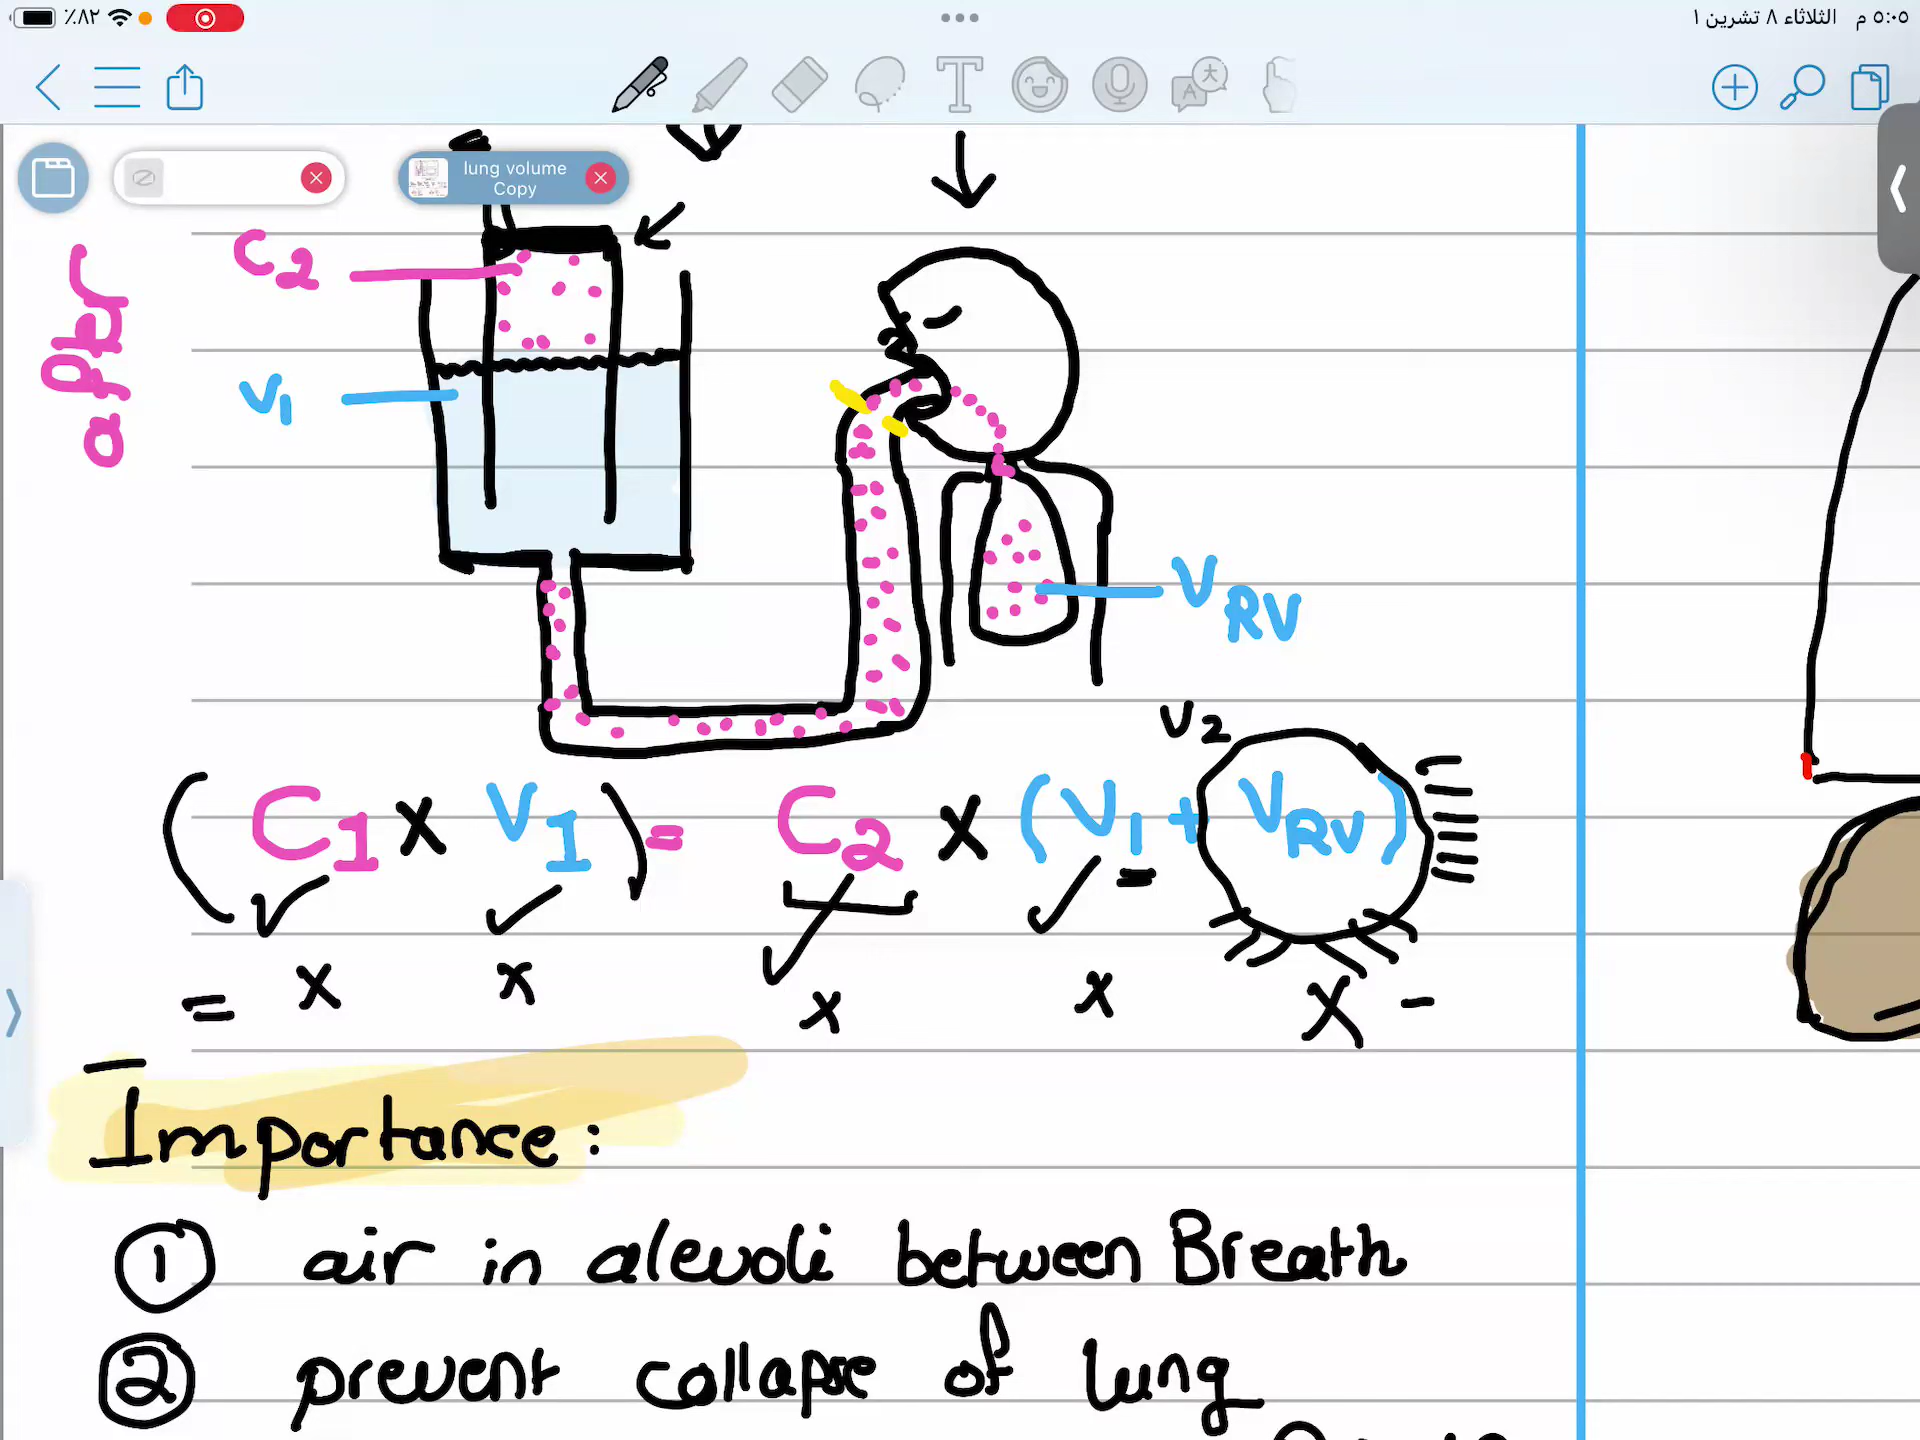 ٪٨٢
٥:٠٥ م الثلاثاء ٨ تشرين ١
lung volume
Copy
after
C2
V1
VRV
V2
(C1 x V1) = C2 x (V1 + VRV)
= x x x x x -
Importance:
1 air in alevoli between Breath
2 prevent collapse of lung